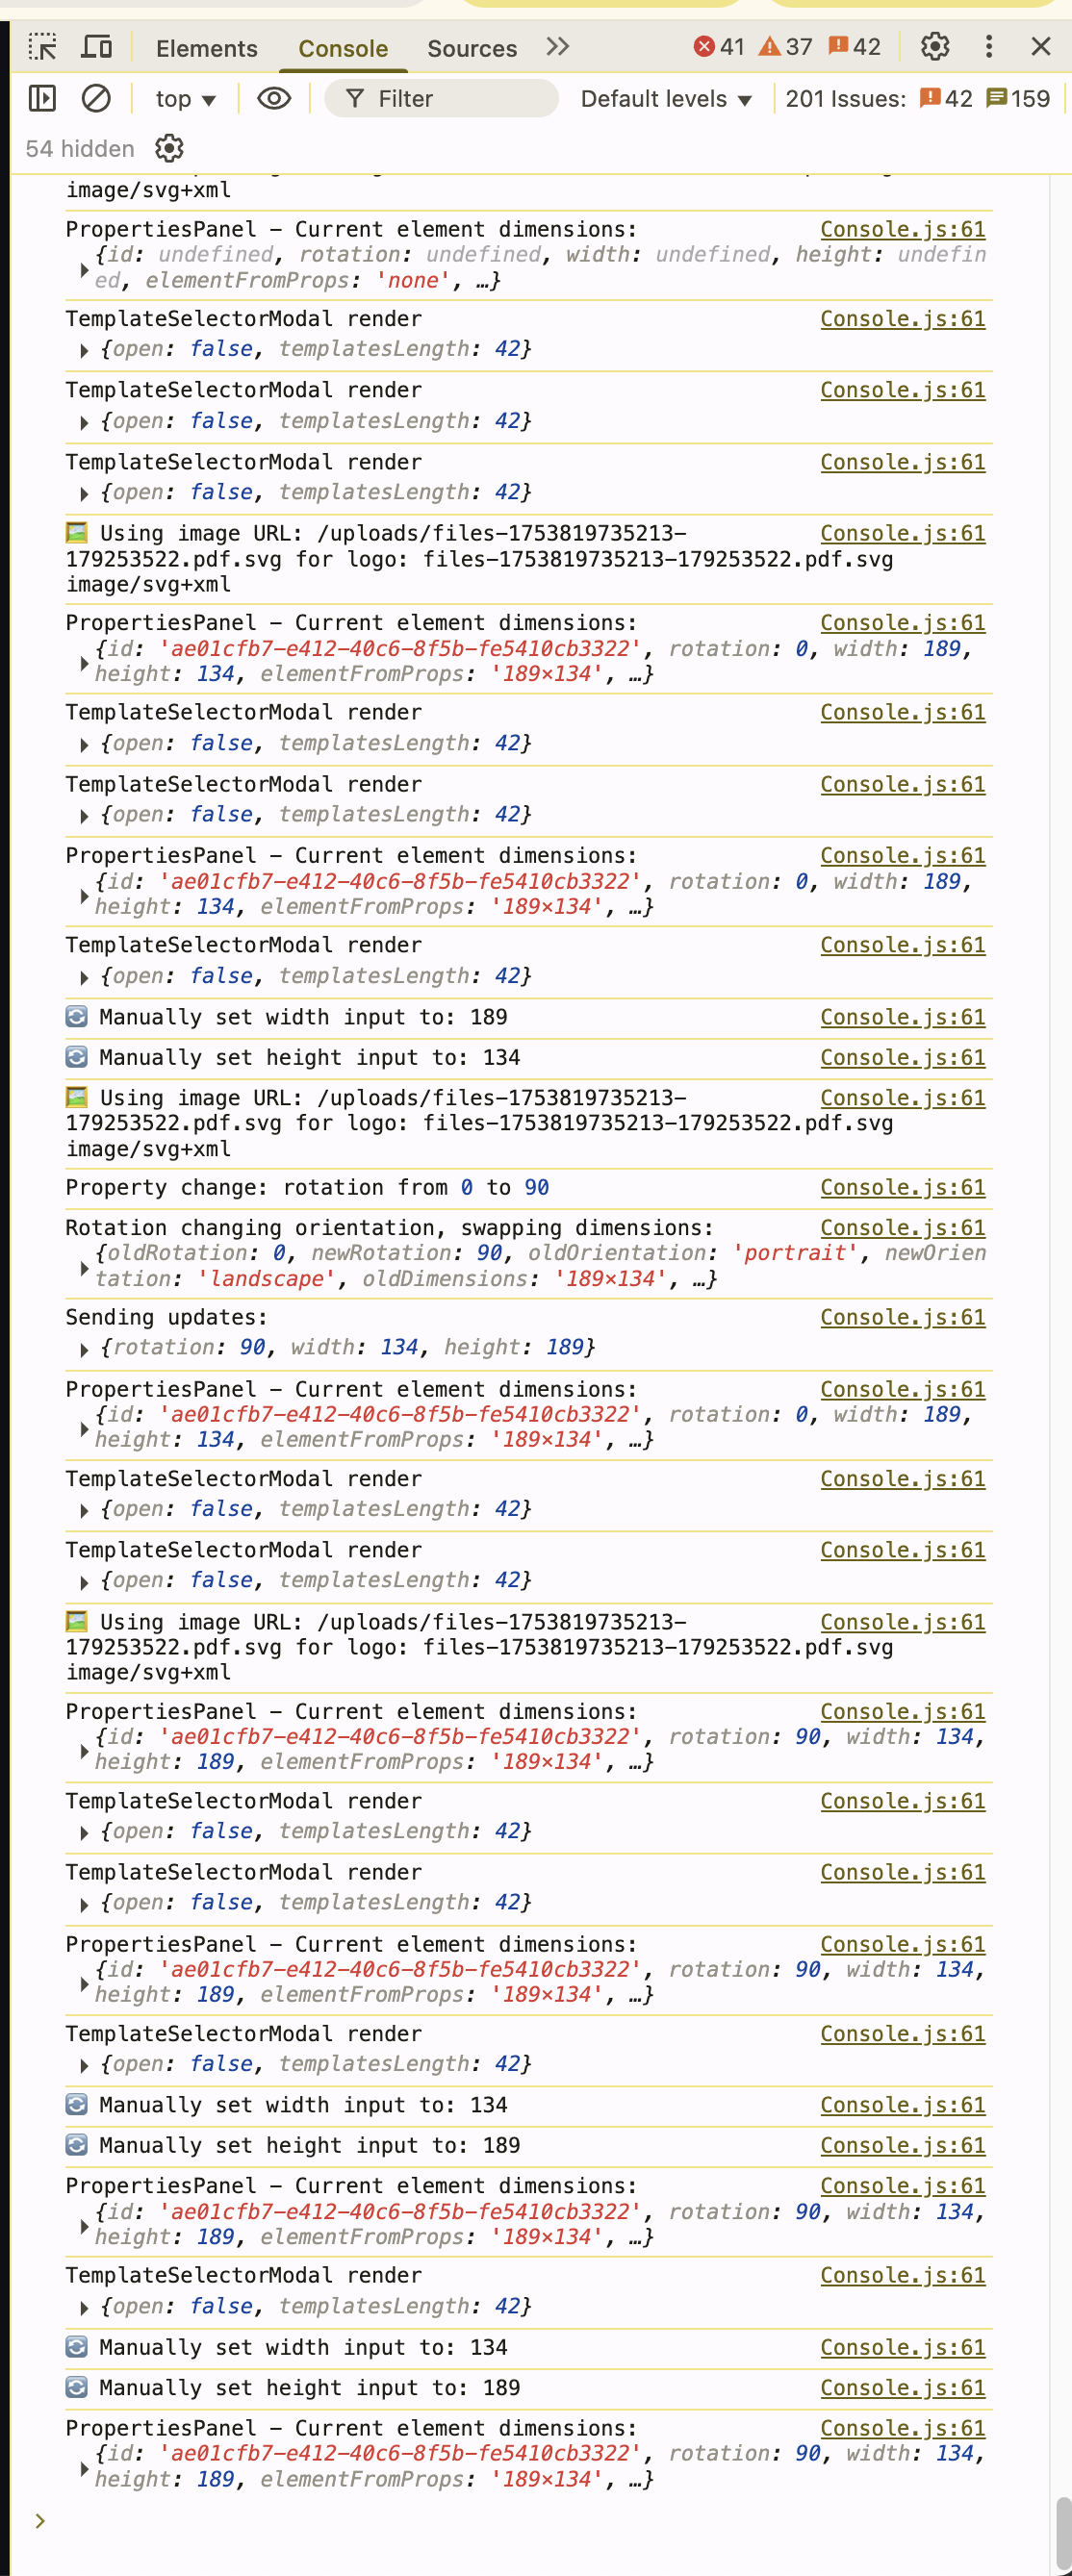 Elements Console Sources 41 37 42
top Filter Default levels 201 Issues: 42 159
54 hidden
image/svg+xml
PropertiesPanel – Current element dimensions: Console.js:61
{id: undefined, rotation: undefined, width: undefined, height: undefin
ed, elementFromProps: 'none', …}
TemplateSelectorModal render Console.js:61
{open: false, templatesLength: 42}
TemplateSelectorModal render Console.js:61
{open: false, templatesLength: 42}
TemplateSelectorModal render Console.js:61
{open: false, templatesLength: 42}
🖼️ Using image URL: /uploads/files-1753819735213- Console.js:61
179253522.pdf.svg for logo: files-1753819735213-179253522.pdf.svg
image/svg+xml
PropertiesPanel – Current element dimensions: Console.js:61
{id: 'ae01cfb7-e412-40c6-8f5b-fe5410cb3322', rotation: 0, width: 189,
height: 134, elementFromProps: '189×134', …}
TemplateSelectorModal render Console.js:61
{open: false, templatesLength: 42}
TemplateSelectorModal render Console.js:61
{open: false, templatesLength: 42}
PropertiesPanel – Current element dimensions: Console.js:61
{id: 'ae01cfb7-e412-40c6-8f5b-fe5410cb3322', rotation: 0, width: 189,
height: 134, elementFromProps: '189×134', …}
TemplateSelectorModal render Console.js:61
{open: false, templatesLength: 42}
🔄 Manually set width input to: 189 Console.js:61
🔄 Manually set height input to: 134 Console.js:61
🖼️ Using image URL: /uploads/files-1753819735213- Console.js:61
179253522.pdf.svg for logo: files-1753819735213-179253522.pdf.svg
image/svg+xml
Property change: rotation from 0 to 90 Console.js:61
Rotation changing orientation, swapping dimensions: Console.js:61
{oldRotation: 0, newRotation: 90, oldOrientation: 'portrait', newOrien
tation: 'landscape', oldDimensions: '189×134', …}
Sending updates: Console.js:61
{rotation: 90, width: 134, height: 189}
PropertiesPanel – Current element dimensions: Console.js:61
{id: 'ae01cfb7-e412-40c6-8f5b-fe5410cb3322', rotation: 0, width: 189,
height: 134, elementFromProps: '189×134', …}
TemplateSelectorModal render Console.js:61
{open: false, templatesLength: 42}
TemplateSelectorModal render Console.js:61
{open: false, templatesLength: 42}
🖼️ Using image URL: /uploads/files-1753819735213- Console.js:61
179253522.pdf.svg for logo: files-1753819735213-179253522.pdf.svg
image/svg+xml
PropertiesPanel – Current element dimensions: Console.js:61
{id: 'ae01cfb7-e412-40c6-8f5b-fe5410cb3322', rotation: 90, width: 134,
height: 189, elementFromProps: '189×134', …}
TemplateSelectorModal render Console.js:61
{open: false, templatesLength: 42}
TemplateSelectorModal render Console.js:61
{open: false, templatesLength: 42}
PropertiesPanel – Current element dimensions: Console.js:61
{id: 'ae01cfb7-e412-40c6-8f5b-fe5410cb3322', rotation: 90, width: 134,
height: 189, elementFromProps: '189×134', …}
TemplateSelectorModal render Console.js:61
{open: false, templatesLength: 42}
🔄 Manually set width input to: 134 Console.js:61
🔄 Manually set height input to: 189 Console.js:61
PropertiesPanel – Current element dimensions: Console.js:61
{id: 'ae01cfb7-e412-40c6-8f5b-fe5410cb3322', rotation: 90, width: 134,
height: 189, elementFromProps: '189×134', …}
TemplateSelectorModal render Console.js:61
{open: false, templatesLength: 42}
🔄 Manually set width input to: 134 Console.js:61
🔄 Manually set height input to: 189 Console.js:61
PropertiesPanel – Current element dimensions: Console.js:61
{id: 'ae01cfb7-e412-40c6-8f5b-fe5410cb3322', rotation: 90, width: 134,
height: 189, elementFromProps: '189×134', …}